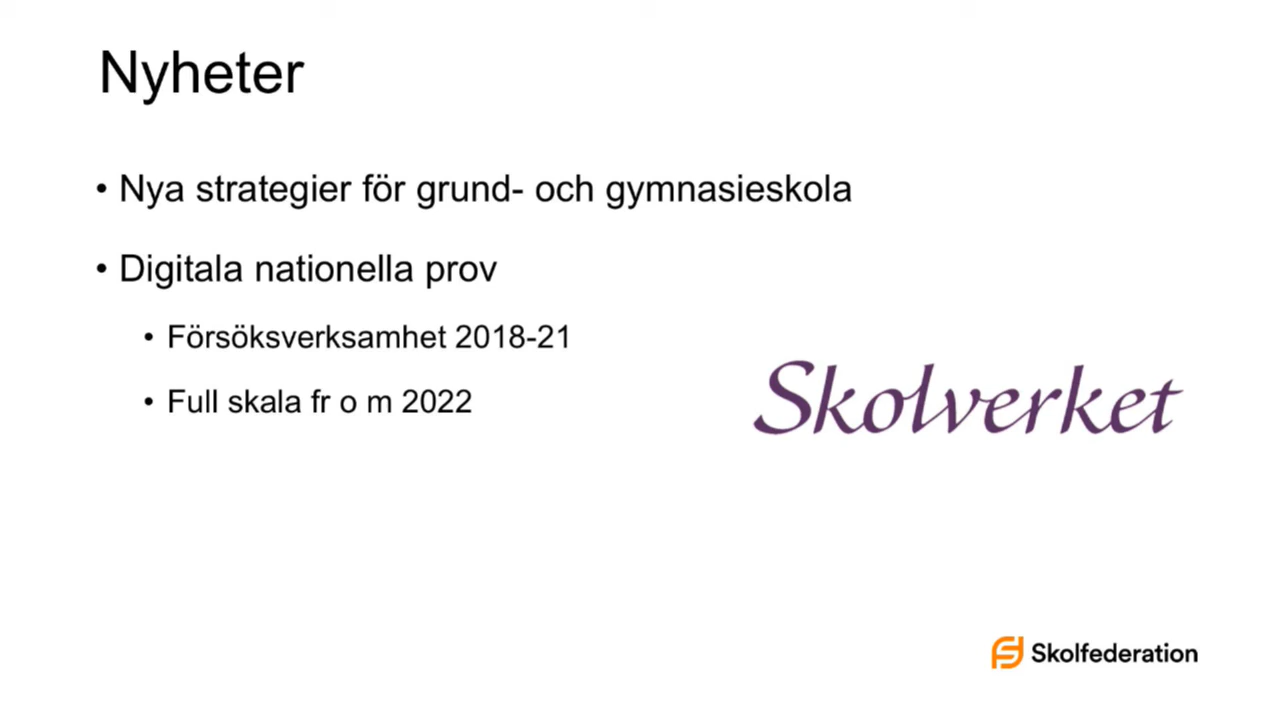 Nyheter
• Nya strategier för grund- och gymnasieskola
• Digitala nationella prov
• Försöksverksamhet 2018-21
• Full skala fr o m 2022
Skolverket
Skolfederation